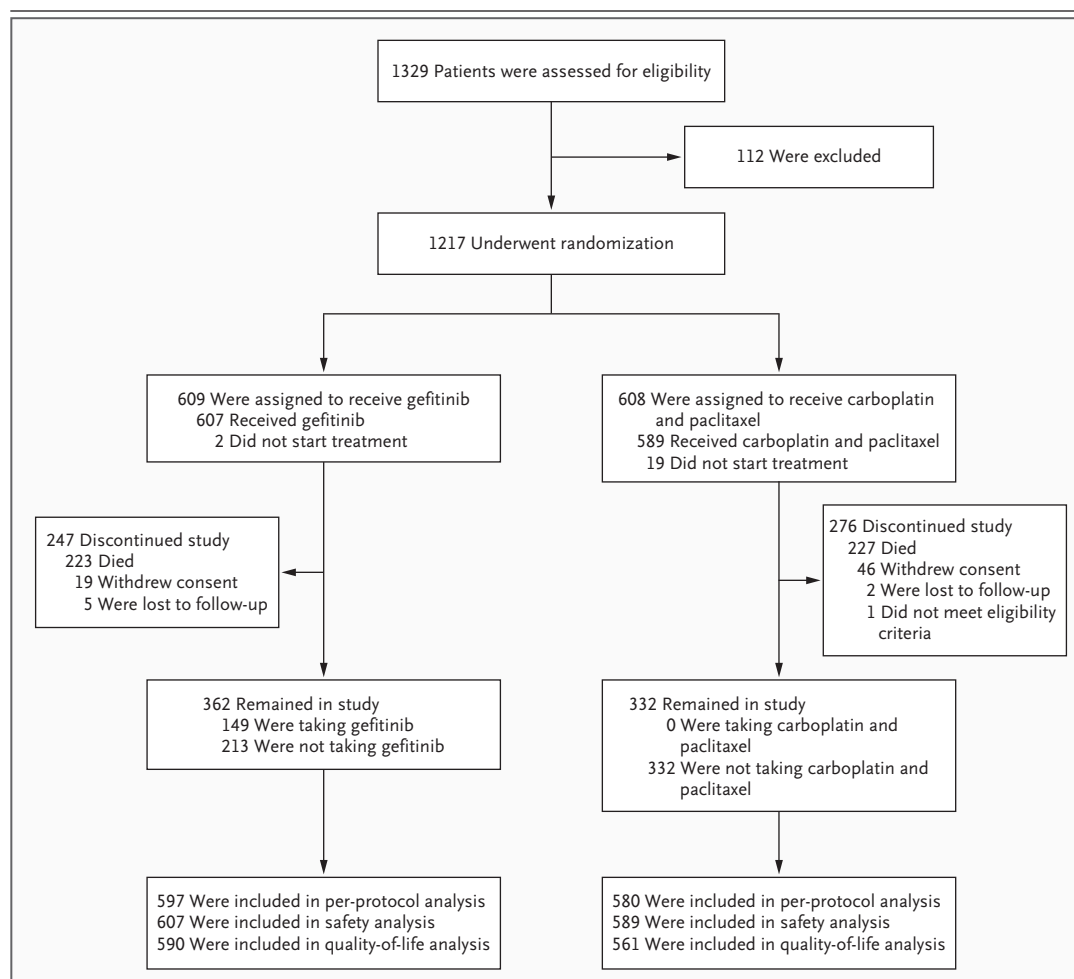 1329 Patients were assessed for eligibility
112 Were excluded
1217 Underwent randomization
609 Were assigned to receive gefitinib
607 Received gefitinib
2 Did not start treatment
608 Were assigned to receive carboplatin
and paclitaxel
589 Received carboplatin and paclitaxel
19 Did not start treatment
247 Discontinued study
223 Died
19 Withdrew consent
5 Were lost to follow-up
276 Discontinued study
227 Died
46 Withdrew consent
2 Were lost to follow-up
1 Did not meet eligibility
criteria
362 Remained in study
149 Were taking gefitinib
213 Were not taking gefitinib
332 Remained in study
0 Were taking carboplatin and
paclitaxel
332 Were not taking carboplatin and
paclitaxel
597 Were included in per-protocol analysis
607 Were included in safety analysis
590 Were included in quality-of-life analysis
580 Were included in per-protocol analysis
589 Were included in safety analysis
561 Were included in quality-of-life analysis